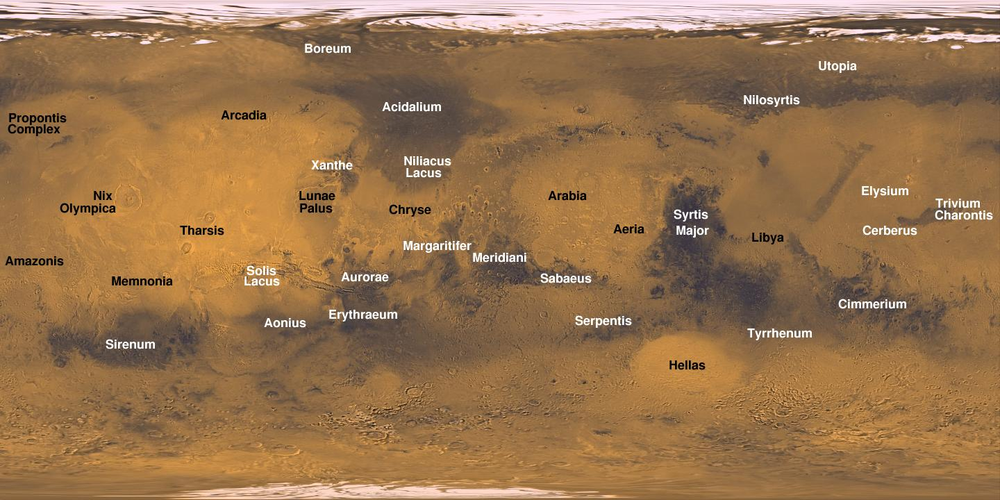 Boreum
Utopia
Nilosyrtis
Acidalium
Arcadia
Propontis
Complex
Niliacus
Lacus
Xanthe
Elysium
Nix
Olympica
Lunae
Palus
Arabia
Trivium
Charontis
Chryse
Syrtis
Major
Aeria
Tharsis
Cerberus
Libya
Margaritifer
Meridiani
Amazonis
Solis
Lacus
Aurorae
Sabaeus
Memnonia
Cimmerium
Erythraeum
Serpentis
Aonius
Tyrrhenum
Sirenum
Hellas